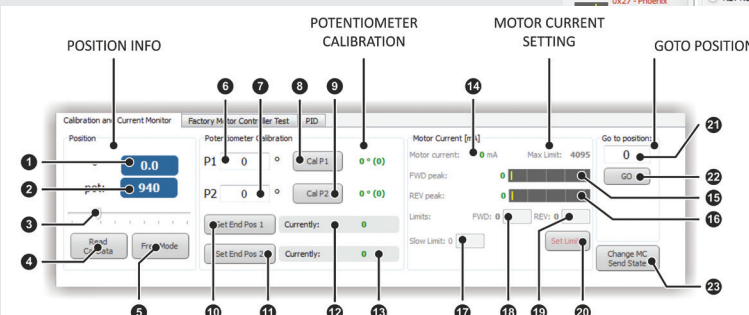 0x27 - Phoenix
POTENTIOMETER
CALIBRATION
MOTOR CURRENT
SETTING
POSITION INFO
GOTO POSITION
6 7 8 9 14
Calibration and Current Monitor Factory Motor Controller Test PID
Position Potentiometer Calibration Motor Current [mA] Go to position:
21
1 0.0 P1 0 ° Cal P1 0 ° (0) Motor current: 0 mA Max Limit: 4095 0
2 pot: 940 FWD peak: 0 GO 22
15
3 P2 0 ° Cal P2 0 ° (0) REV peak: 0 16
Set End Pos 1 Currently: 0 Limits: FWD: 0 REV: 0
4 Read Free Mode Set End Pos 2 Currently: Slow Limit: 0 Set Limits Change MC
Send State
23
5 10 11 12 13 17 18 19 20